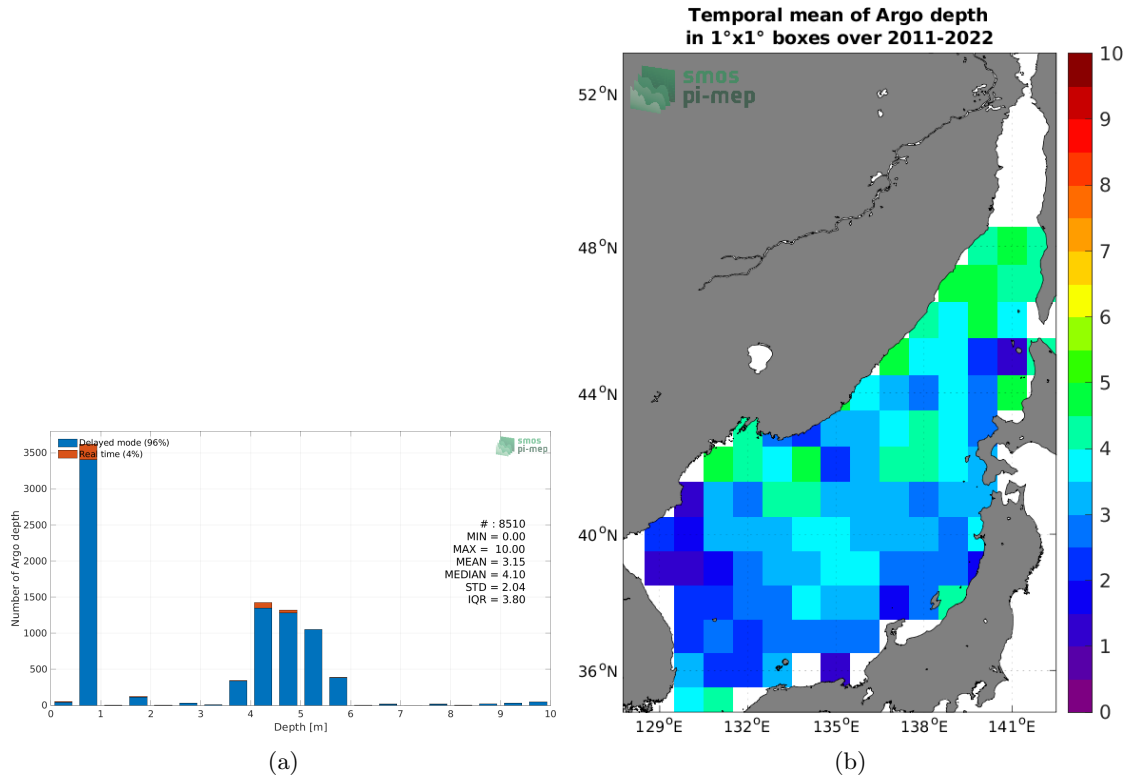 Temporal mean of Argo depth
in 1°x1° boxes over 2011-2022
smos
pi-mep
52°N
48°N
44°N
40°N
36°N
129°E
132°E
135°E
138°E
141°E
10
9
8
7
6
5
4
3
2
1
0
Delayed mode (96%)
Real time (4%)
smos
pi-mep
# : 8510
MIN = 0.00
MAX = 10.00
MEAN = 3.15
MEDIAN = 4.10
STD = 2.04
IQR = 3.80
Number of Argo depth
3500
3000
2500
2000
1500
1000
500
0
0 1 2 3 4 5 6 7 8 9 10
Depth [m]
(a)
(b)